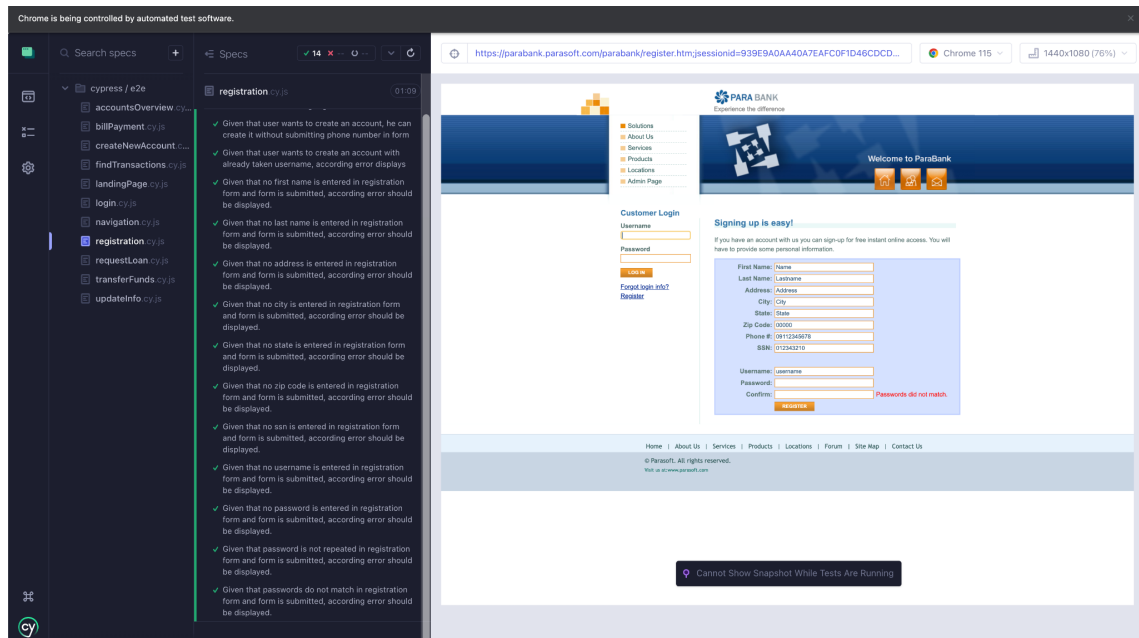 Chrome is being controlled by automated test software.
Search specs
+
Specs
14
--
--
https://parabank.parasoft.com/parabank/register.htm;jsessionid=939E9A0AA40A7EAFC0F1D46CDCD...
Chrome 115
1440x1080 (76%)
cypress / e2e
accountsOverview.cy...
billPayment.cy.js
createNewAccount.c...
findTransactions.cy.js
landingPage.cy.js
login.cy.js
navigation.cy.js
registration.cy.js
requestLoan.cy.js
transferFunds.cy.js
updateInfo.cy.js
cy
registration.cy.js
01:09
Given that user wants to create an account, he can
create it without submitting phone number in form
Given that user wants to create an account with
already taken username, according error displays
Given that no first name is entered in registration
form and form is submitted, according error should
be displayed.
Given that no last name is entered in registration
form and form is submitted, according error should
be displayed.
Given that no address is entered in registration
form and form is submitted, according error should
be displayed.
Given that no city is entered in registration form
and form is submitted, according error should be
displayed.
Given that no state is entered in registration form
and form is submitted, according error should be
displayed.
Given that no zip code is entered in registration
form and form is submitted, according error should
be displayed.
Given that no ssn is entered in registration form
and form is submitted, according error should be
displayed.
Given that no username is entered in registration
form and form is submitted, according error should
be displayed.
Given that no password is entered in registration
form and form is submitted, according error should
be displayed.
Given that password is not repeated in registration
form and form is submitted, according error should
be displayed.
Given that passwords do not match in registration
form and form is submitted, according error should
be displayed.
PARA BANK
Experience the difference
Solutions
About Us
Services
Products
Locations
Admin Page
Welcome to ParaBank
Customer Login
Username
Password
LOG IN
Forgot login info?
Register
Signing up is easy!
If you have an account with us you can sign-up for free instant online access. You will
have to provide some personal information.
First Name: Name
Last Name: Lastname
Address: Address
City: City
State: State
Zip Code: 00000
Phone #: 09112345678
SSN: 012343210
Username: username
Password:
Confirm: Passwords did not match.
REGISTER
Home | About Us | Services | Products | Locations | Forum | Site Map | Contact Us
© Parasoft. All rights reserved.
Visit us at:www.parasoft.com
Cannot Show Snapshot While Tests Are Running